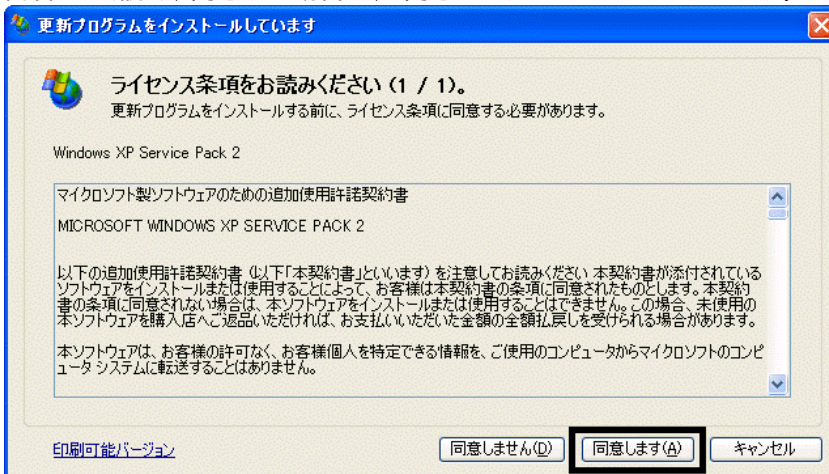 更新プログラムをインストールしています
ライセンス条項をお読みください (1 / 1)。
更新プログラムをインストールする前に、ライセンス条項に同意する必要があります。
Windows XP Service Pack 2
マイクロソフト製ソフトウェアのための追加使用許諾契約書
MICROSOFT WINDOWS XP SERVICE PACK 2
以下の追加使用許諾契約書 (以下「本契約書」といいます) を注意してお読みください 本契約書が添付されている
ソフトウェアをインストールまたは使用することによって、お客様は本契約書の条項に同意されたものとします。本契約
書の条項に同意されない場合は、本ソフトウェアをインストールまたは使用することはできません。この場合、未使用の
本ソフトウェアを購入店へご返品いただければ、お支払いいただいた金額の全額払戻しを受けられる場合があります。
本ソフトウェアは、お客様の許可なく、お客様個人を特定できる情報を、ご使用のコンピュータからマイクロソフトのコンピ
ュータ システムに転送することはありません。
印刷可能バージョン
同意しません(D)
同意します(A)
キャンセル